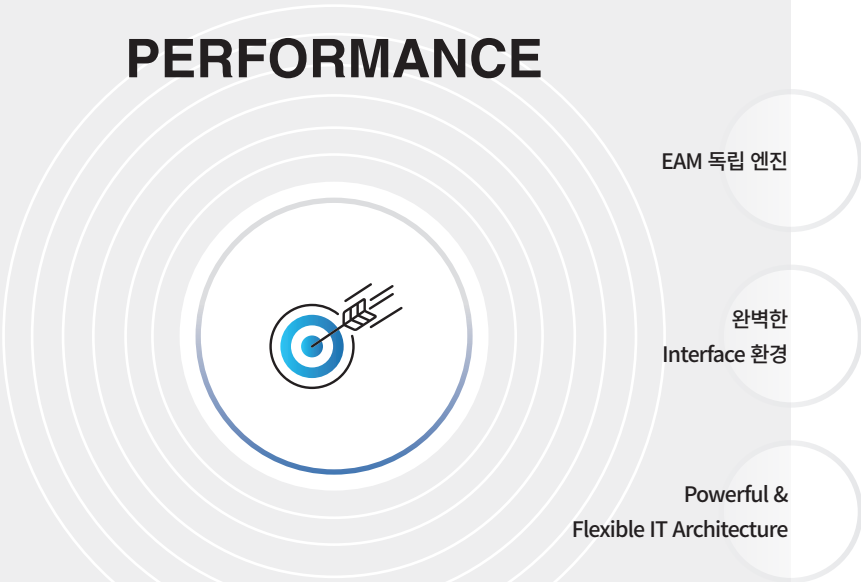 PERFORMANCE
EAM 독립 엔진
완벽한
Interface 환경
Powerful &
Flexible IT Architecture